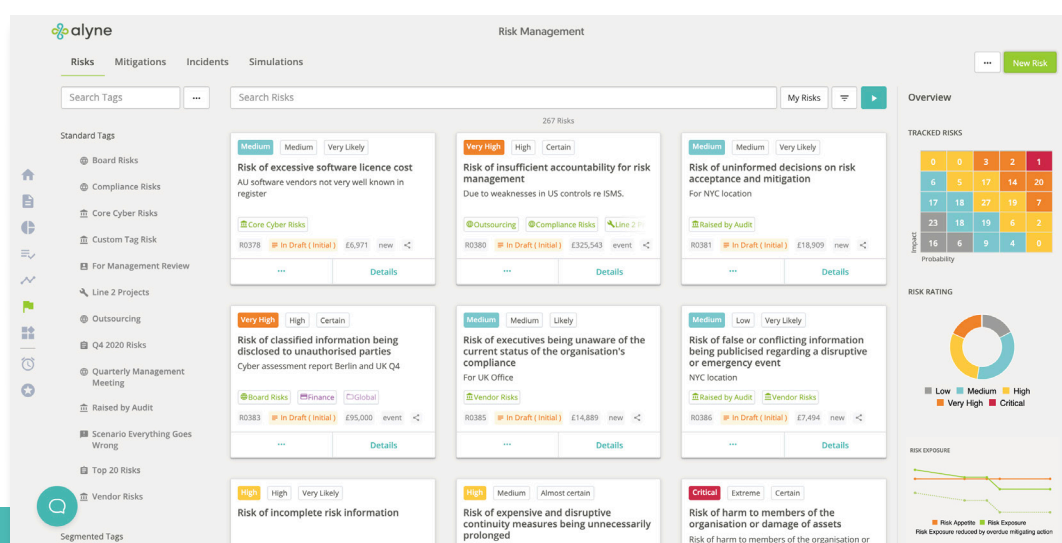 alyne
Risk Management
Risks Mitigations Incidents Simulations
... New Risk
Search Tags ...
Search Risks
My Risks
267 Risks
Standard Tags
Board Risks
Compliance Risks
Core Cyber Risks
Custom Tag Risk
For Management Review
Line 2 Projects
Outsourcing
Q4 2020 Risks
Quarterly Management
Meeting
Raised by Audit
Scenario Everything Goes
Wrong
Top 20 Risks
Vendor Risks
Segmented Tags
Medium Medium Very Likely
Risk of excessive software licence cost
AU software vendors not very well known in
register
Core Cyber Risks
R0378 In Draft ( Initial ) £6,971 new
... Details
Very High High Certain
Risk of insufficient accountability for risk
management
Due to weaknesses in US controls re ISMS.
Outsourcing Compliance Risks Line 2
R0380 In Draft ( Initial ) £325,543 event
... Details
Medium Medium Very Likely
Risk of uninformed decisions on risk
acceptance and mitigation
For NYC location
Raised by Audit
R0381 In Draft ( Initial ) £18,909 new
... Details
Very High High Certain
Risk of classified information being
disclosed to unauthorised parties
Cyber assessment report Berlin and UK Q4
Board Risks Finance Global
R0383 In Draft ( Initial ) £95,000 event
... Details
Medium Medium Likely
Risk of executives being unaware of the
current status of the organisation's
compliance
For UK Office
Vendor Risks
R0385 In Draft ( Initial ) £14,889 new
... Details
Medium Low Very Likely
Risk of false or conflicting information
being publicised regarding a disruptive
or emergency event
NYC location
Raised by Audit Vendor Risks
R0386 In Draft ( Initial ) £7,494 new
... Details
High High Very Likely
Risk of incomplete risk information
High Medium Almost certain
Risk of expensive and disruptive
continuity measures being unnecessarily
prolonged
Critical Extreme Certain
Risk of harm to members of the
organisation or damage of assets
Risk of harm to members of the organisation or
Overview
TRACKED RISKS
0 0 3 2 1
6 5 17 14 20
17 18 27 19 7
23 18 19 6 2
16 6 9 4 0
Impact
Probability
RISK RATING
Low Medium High
Very High Critical
RISK EXPOSURE
Risk Appetite Risk Exposure
Risk Exposure reduced by overdue mitigating action